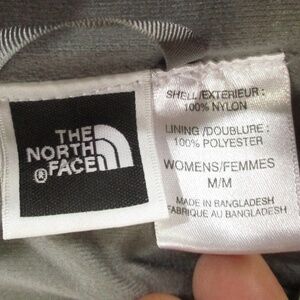 THE
NORTH
FACE
®
SHELL/EXTERIEUR :
100% NYLON
LINING/DOUBLURE :
100% POLYESTER
WOMENS/FEMMES
M/M
MADE IN BANGLADESH
FABRIQUE AU BANGLADESH